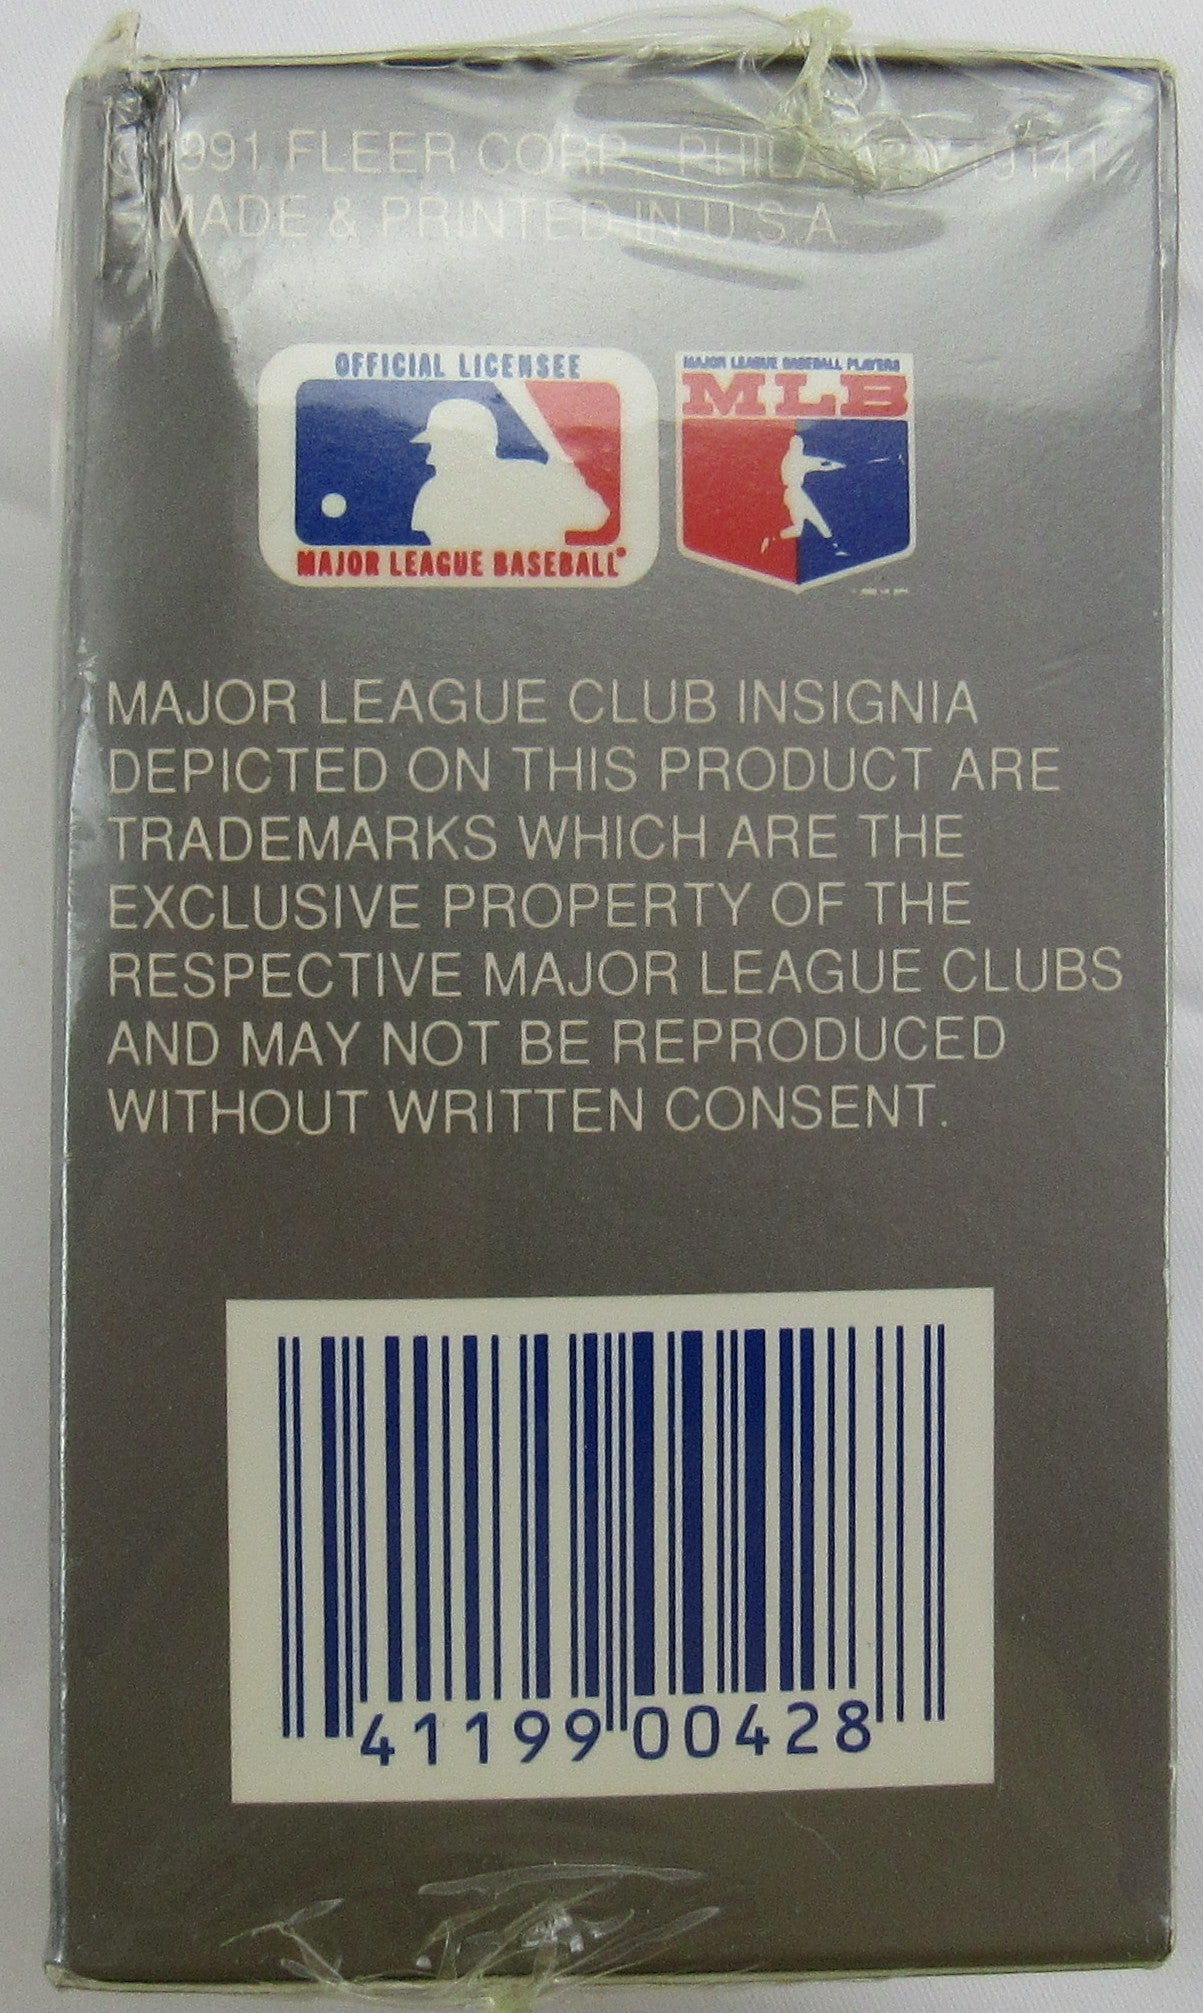 ©1991 FLEER CORP., PHILA., PA 19141
MADE & PRINTED IN U.S.A.
OFFICIAL LICENSEE
MAJOR LEAGUE BASEBALL
MAJOR LEAGUE BASEBALL PLAYERS
MLB
MAJOR LEAGUE CLUB INSIGNIA
DEPICTED ON THIS PRODUCT ARE
TRADEMARKS WHICH ARE THE
EXCLUSIVE PROPERTY OF THE
RESPECTIVE MAJOR LEAGUE CLUBS
AND MAY NOT BE REPRODUCED
WITHOUT WRITTEN CONSENT.
41199 00428